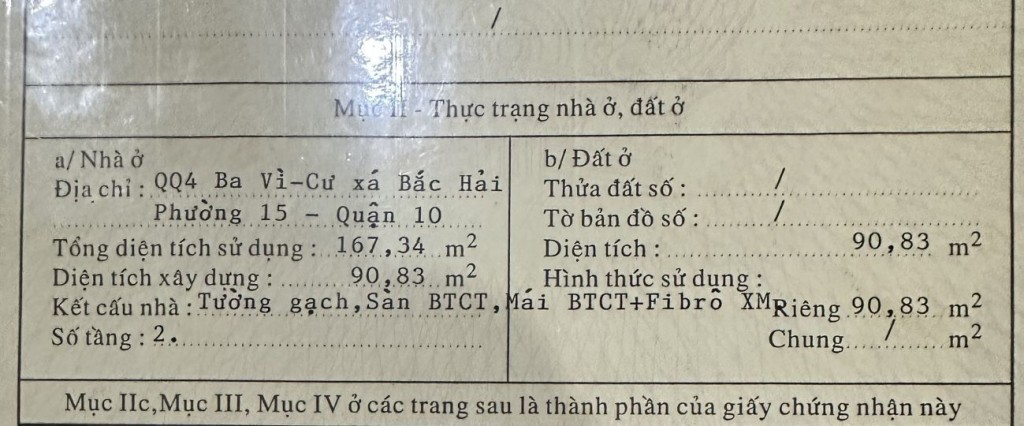 /
Mục II - Thực trạng nhà ở, đất ở
a/ Nhà ở
Địa chỉ : QQ4 Ba Vì-Cư xá Bắc Hải
Phường 15 - Quận 10
Tổng diện tích sử dụng : 167,34 m²
Diện tích xây dựng : 90,83 m²
Kết cấu nhà : Tường gạch,Sàn BTCT,Mái BTCT+Fibrô XM
Số tầng : 2.
b/ Đất ở
Thửa đất số : /
Tờ bản đồ số : /
Diện tích : 90,83 m²
Hình thức sử dụng :
Riêng 90,83 m²
Chung / m²
Mục IIc,Mục III, Mục IV ở các trang sau là thành phần của giấy chứng nhận này